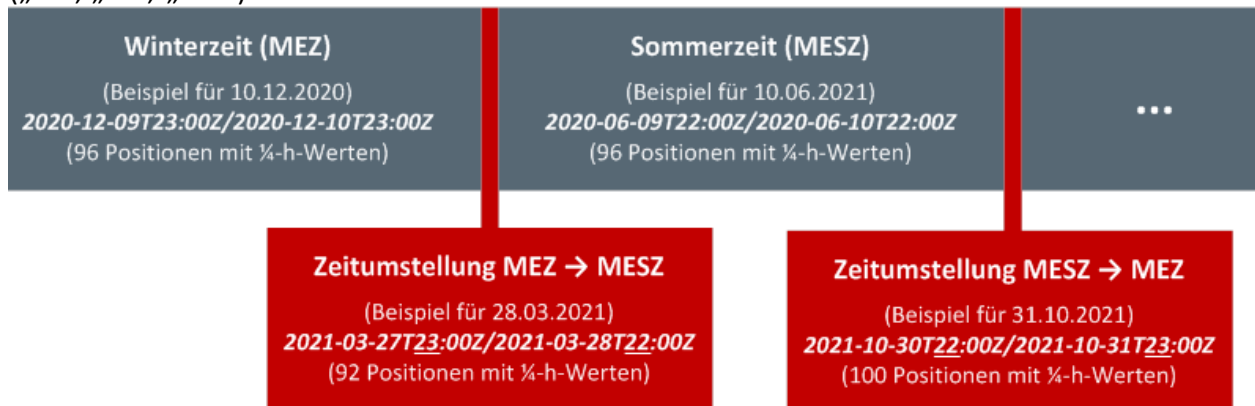 Winterzeit (MEZ)
(Beispiel für 10.12.2020)
2020-12-09T23:00Z/2020-12-10T23:00Z
(96 Positionen mit ¼-h-Werten)
Sommerzeit (MESZ)
(Beispiel für 10.06.2021)
2020-06-09T22:00Z/2020-06-10T22:00Z
(96 Positionen mit ¼-h-Werten)
...
Zeitumstellung MEZ → MESZ
(Beispiel für 28.03.2021)
2021-03-27T23:00Z/2021-03-28T22:00Z
(92 Positionen mit ¼-h-Werten)
Zeitumstellung MESZ → MEZ
(Beispiel für 31.10.2021)
2021-10-30T22:00Z/2021-10-31T23:00Z
(100 Positionen mit ¼-h-Werten)